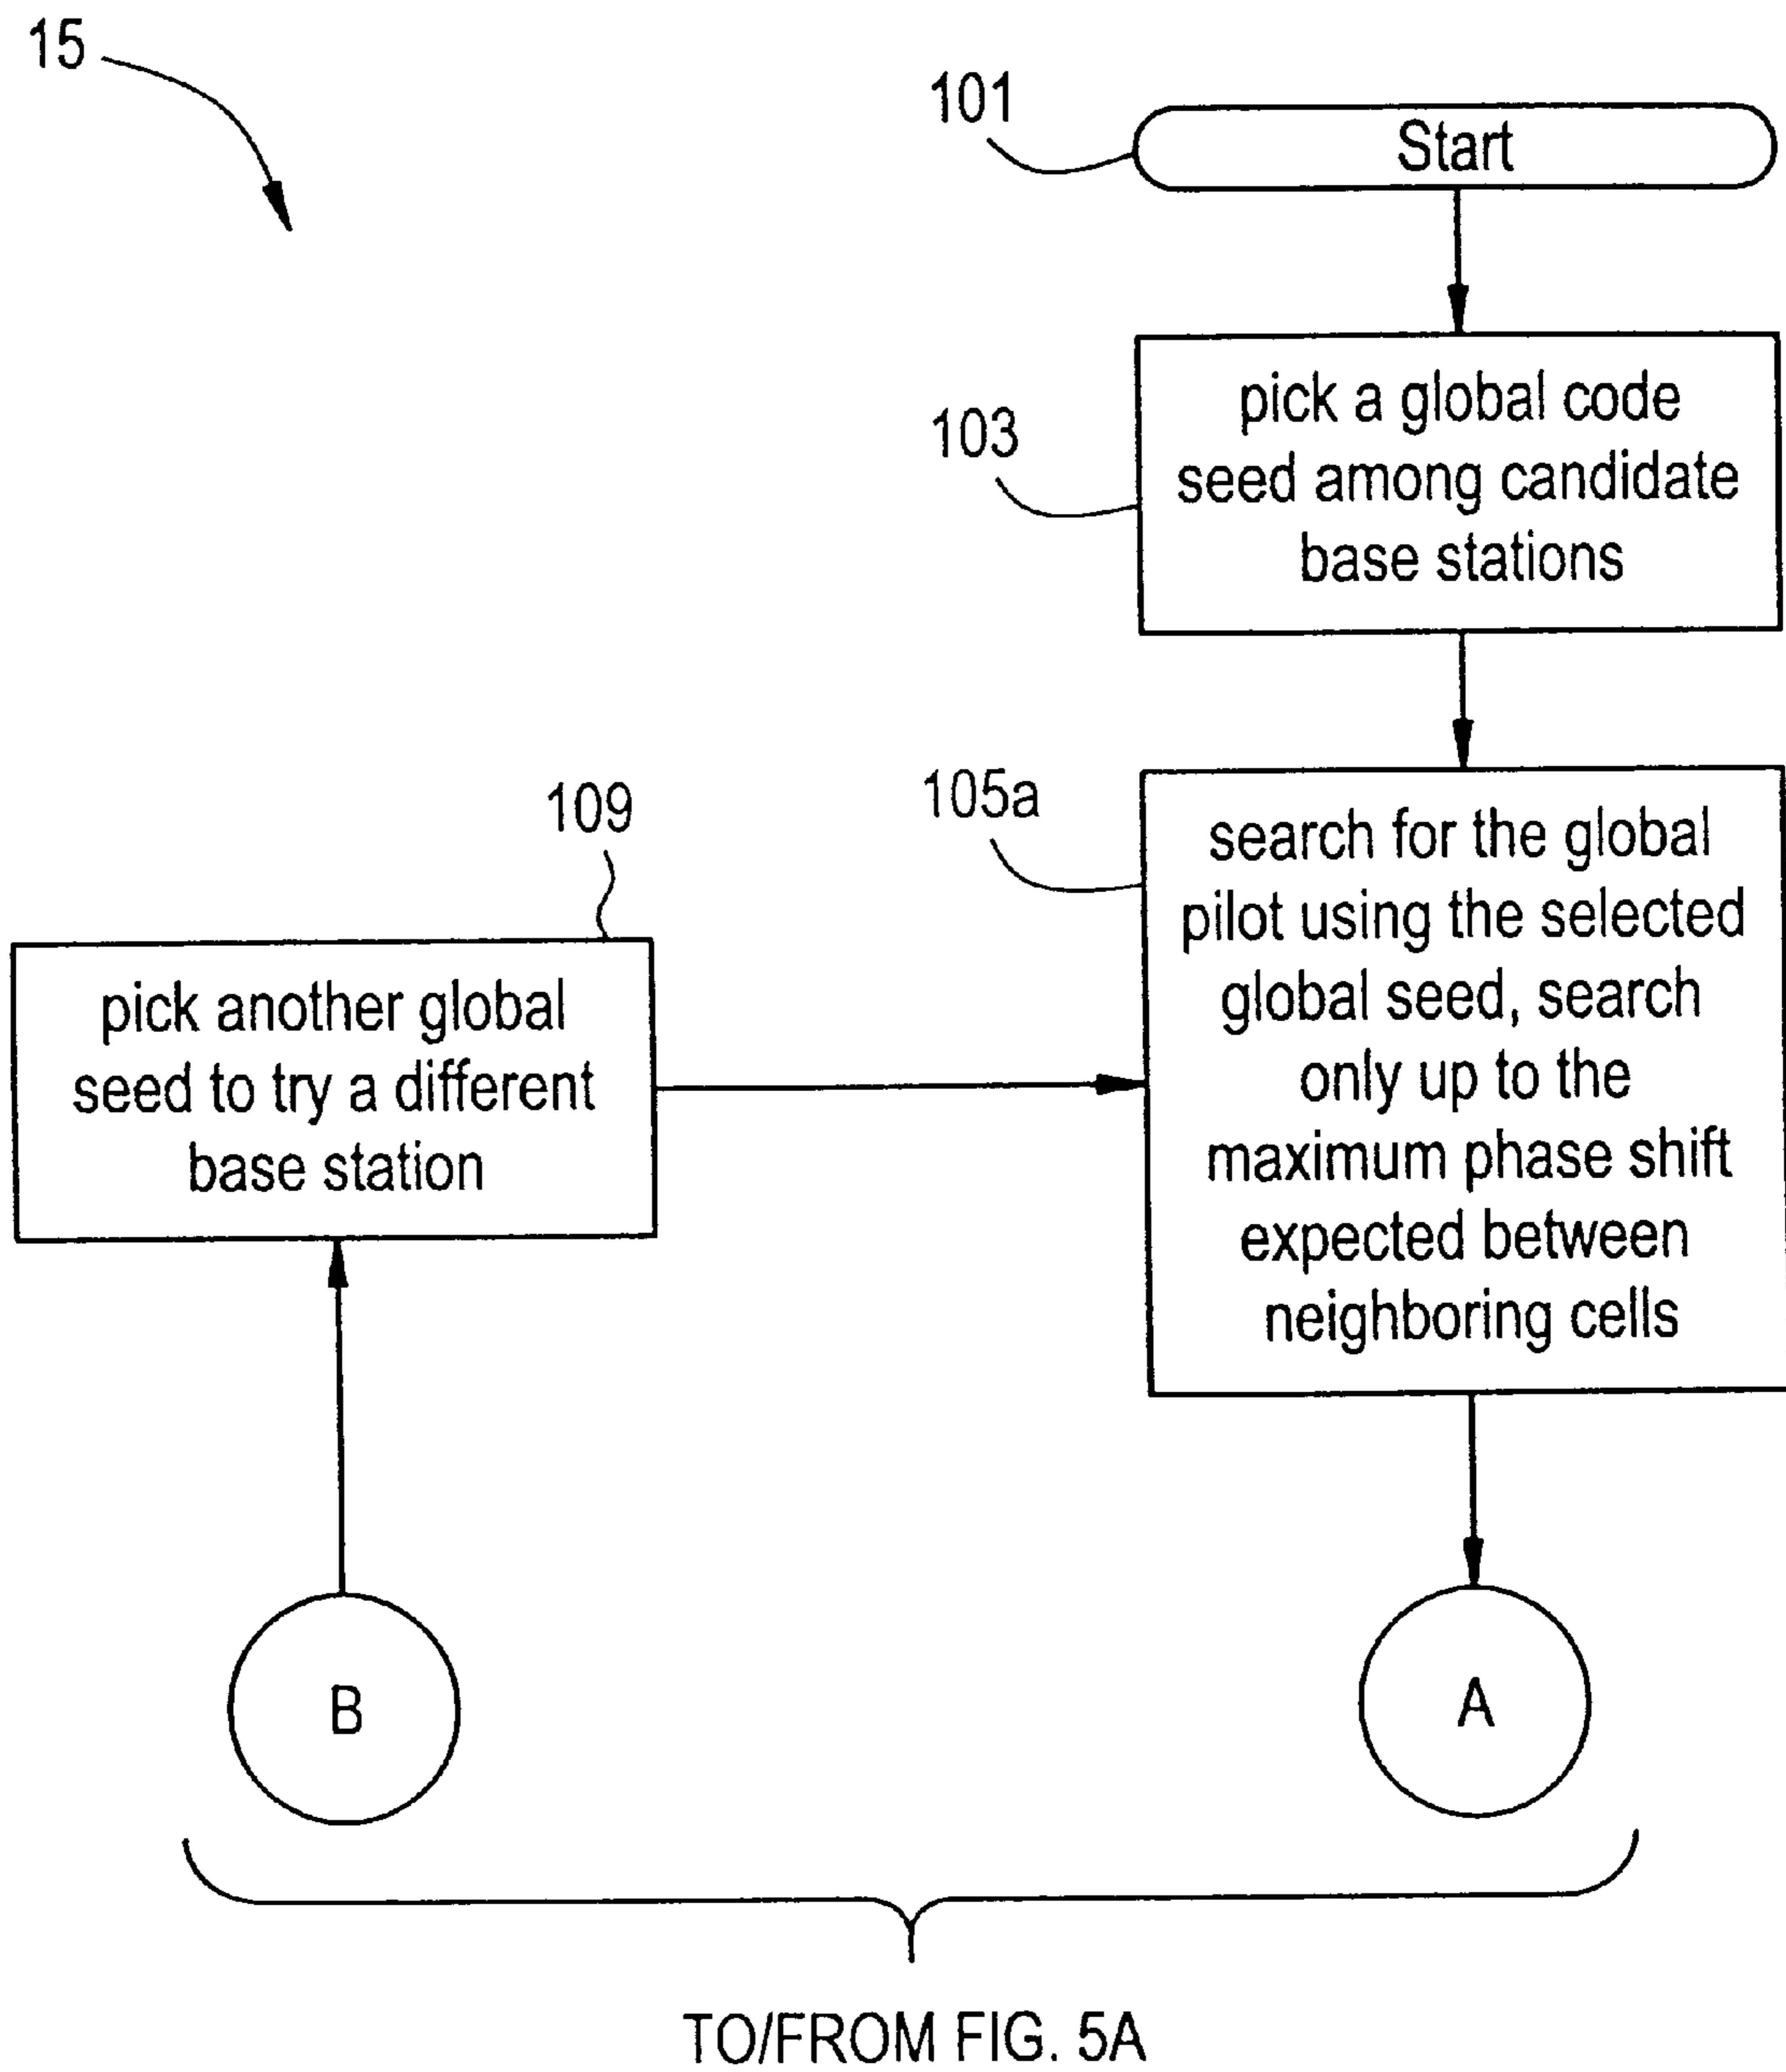 15
101
Start
103
pick a global code
seed among candidate
base stations
109
105a
pick another global
seed to try a different
base station
search for the global
pilot using the selected
global seed, search
only up to the
maximum phase shift
expected between
neighboring cells
B
A
TO/FROM FIG. 5A